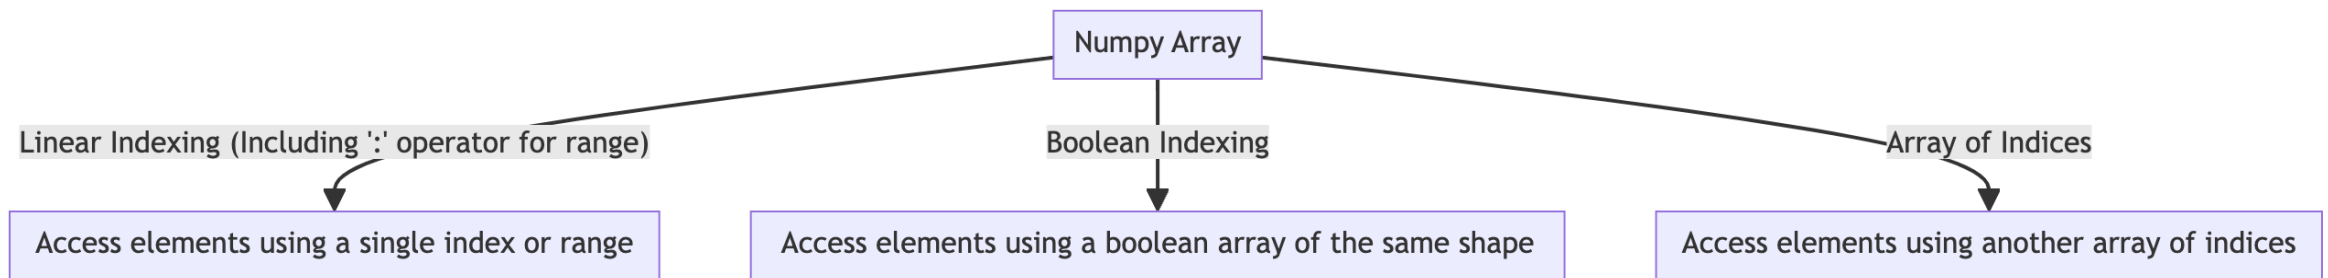 Numpy Array
Linear Indexing (Including ':' operator for range)
Boolean Indexing
Array of Indices
Access elements using a single index or range
Access elements using a boolean array of the same shape
Access elements using another array of indices